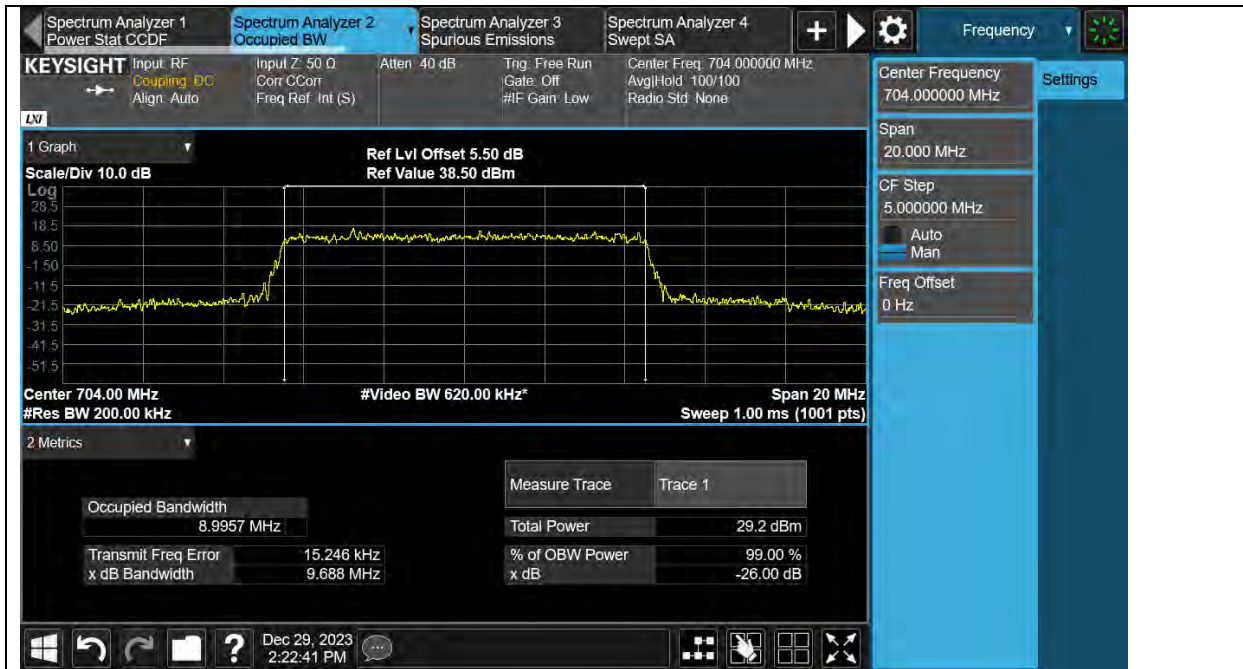 Spectrum Analyzer 1
Power Stat CCDF
Spectrum Analyzer 2
Occupied BW
Spectrum Analyzer 3
Spurious Emissions
Spectrum Analyzer 4
Swept SA
+
Frequency
KEYSIGHT
Input: RF
Coupling: DC
Align: Auto
Input Z: 50 Ω
Corr CCorr
Freq Ref: Int (S)
Atten: 40 dB
Trig: Free Run
Gate: Off
#IF Gain: Low
Center Freq: 704.000000 MHz
Avg|Hold: 100/100
Radio Std: None
LXI
Center Frequency
704.000000 MHz
Settings
Span
20.000 MHz
CF Step
5.000000 MHz
Auto
Man
Freq Offset
0 Hz
1 Graph
Scale/Div 10.0 dB
Ref Lvl Offset 5.50 dB
Ref Value 38.50 dBm
Log
28.5
18.5
8.50
-1.50
-11.5
-21.5
-31.5
-41.5
-51.5
Center 704.00 MHz
#Video BW 620.00 kHz*
Span 20 MHz
#Res BW 200.00 kHz
Sweep 1.00 ms (1001 pts)
2 Metrics
Measure Trace
Trace 1
Occupied Bandwidth
8.9957 MHz
Total Power
29.2 dBm
Transmit Freq Error
15.246 kHz
% of OBW Power
99.00 %
x dB Bandwidth
9.688 MHz
x dB
-26.00 dB
?
Dec 29, 2023
2:22:41 PM